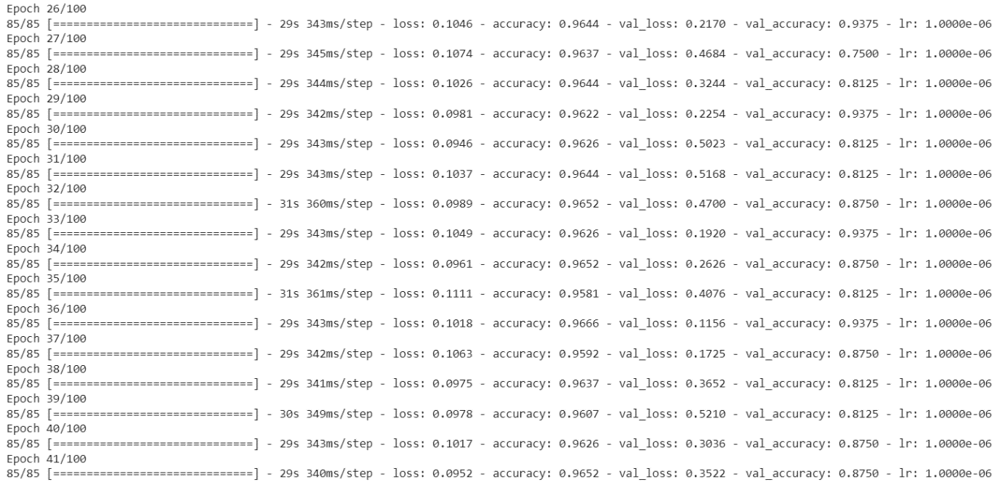 Epoch 26/100
85/85 [==============================] - 29s 343ms/step - loss: 0.1046 - accuracy: 0.9644 - val_loss: 0.2170 - val_accuracy: 0.9375 - lr: 1.0000e-06
Epoch 27/100
85/85 [==============================] - 29s 345ms/step - loss: 0.1074 - accuracy: 0.9637 - val_loss: 0.4684 - val_accuracy: 0.7500 - lr: 1.0000e-06
Epoch 28/100
85/85 [==============================] - 29s 344ms/step - loss: 0.1026 - accuracy: 0.9644 - val_loss: 0.3244 - val_accuracy: 0.8125 - lr: 1.0000e-06
Epoch 29/100
85/85 [==============================] - 29s 342ms/step - loss: 0.0981 - accuracy: 0.9622 - val_loss: 0.2254 - val_accuracy: 0.9375 - lr: 1.0000e-06
Epoch 30/100
85/85 [==============================] - 29s 343ms/step - loss: 0.0946 - accuracy: 0.9626 - val_loss: 0.5023 - val_accuracy: 0.8125 - lr: 1.0000e-06
Epoch 31/100
85/85 [==============================] - 29s 343ms/step - loss: 0.1037 - accuracy: 0.9644 - val_loss: 0.5168 - val_accuracy: 0.8125 - lr: 1.0000e-06
Epoch 32/100
85/85 [==============================] - 31s 360ms/step - loss: 0.0989 - accuracy: 0.9652 - val_loss: 0.4700 - val_accuracy: 0.8750 - lr: 1.0000e-06
Epoch 33/100
85/85 [==============================] - 29s 343ms/step - loss: 0.1049 - accuracy: 0.9626 - val_loss: 0.1920 - val_accuracy: 0.9375 - lr: 1.0000e-06
Epoch 34/100
85/85 [==============================] - 29s 342ms/step - loss: 0.0961 - accuracy: 0.9652 - val_loss: 0.2626 - val_accuracy: 0.8750 - lr: 1.0000e-06
Epoch 35/100
85/85 [==============================] - 31s 361ms/step - loss: 0.1111 - accuracy: 0.9581 - val_loss: 0.4076 - val_accuracy: 0.8125 - lr: 1.0000e-06
Epoch 36/100
85/85 [==============================] - 29s 343ms/step - loss: 0.1018 - accuracy: 0.9666 - val_loss: 0.1156 - val_accuracy: 0.9375 - lr: 1.0000e-06
Epoch 37/100
85/85 [==============================] - 29s 342ms/step - loss: 0.1063 - accuracy: 0.9592 - val_loss: 0.1725 - val_accuracy: 0.8750 - lr: 1.0000e-06
Epoch 38/100
85/85 [==============================] - 29s 341ms/step - loss: 0.0975 - accuracy: 0.9637 - val_loss: 0.3652 - val_accuracy: 0.8125 - lr: 1.0000e-06
Epoch 39/100
85/85 [==============================] - 30s 349ms/step - loss: 0.0978 - accuracy: 0.9607 - val_loss: 0.5210 - val_accuracy: 0.8125 - lr: 1.0000e-06
Epoch 40/100
85/85 [==============================] - 29s 343ms/step - loss: 0.1017 - accuracy: 0.9626 - val_loss: 0.3036 - val_accuracy: 0.8750 - lr: 1.0000e-06
Epoch 41/100
85/85 [==============================] - 29s 340ms/step - loss: 0.0952 - accuracy: 0.9652 - val_loss: 0.3522 - val_accuracy: 0.8750 - lr: 1.0000e-06